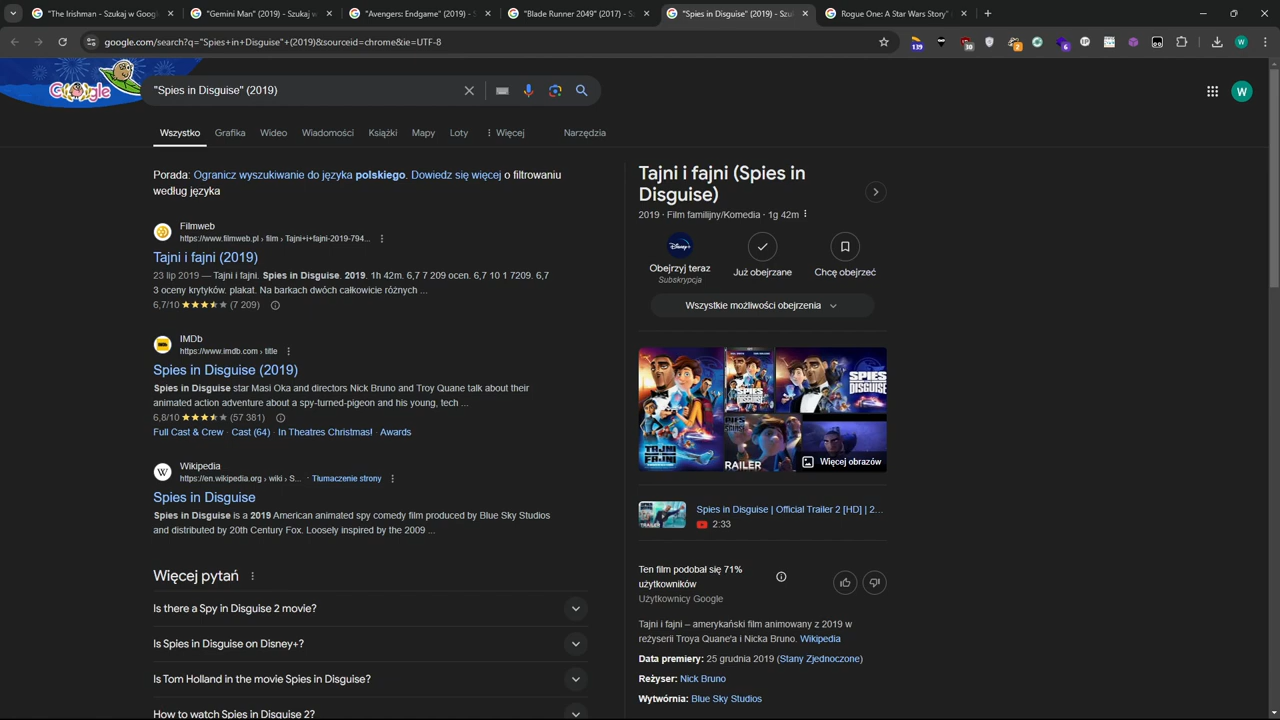 "The Irishman - Szukaj w Googl
"Gemini Man" (2019) - Szukaj w
"Avengers: Endgame" (2019) - S
"Blade Runner 2049" (2017) - Sz
"Spies in Disguise" (2019) - Szu
Rogue One: A Star Wars Story"
google.com/search?q="Spies+in+Disguise"+(2019)&sourceid=chrome&ie=UTF-8
139
30
2
6
W
Google
"Spies in Disguise" (2019)
W
Wszystko
Grafika
Wideo
Wiadomości
Książki
Mapy
Loty
Więcej
Narzędzia
Porada: Ogranicz wyszukiwanie do języka polskiego. Dowiedz się więcej o filtrowaniu
według języka
Filmweb
https://www.filmweb.pl › film › Tajni+i+fajni-2019-794...
Tajni i fajni (2019)
23 lip 2019 — Tajni i fajni. Spies in Disguise. 2019. 1h 42m. 6,7 7 209 ocen. 6,7 10 1 7209. 6,7
3 oceny krytyków. plakat. Na barkach dwóch całkowicie różnych ...
6,7/10 (7 209)
IMDb
https://www.imdb.com › title
Spies in Disguise (2019)
Spies in Disguise star Masi Oka and directors Nick Bruno and Troy Quane talk about their
animated action adventure about a spy-turned-pigeon and his young, tech ...
6,8/10 (57 381)
Full Cast & Crew · Cast (64) · In Theatres Christmas! · Awards
Wikipedia
https://en.wikipedia.org › wiki › S... · Tłumaczenie strony
Spies in Disguise
Spies in Disguise is a 2019 American animated spy comedy film produced by Blue Sky Studios
and distributed by 20th Century Fox. Loosely inspired by the 2009 ...
Więcej pytań
Is there a Spy in Disguise 2 movie?
Is Spies in Disguise on Disney+?
Is Tom Holland in the movie Spies in Disguise?
How to watch Spies in Disguise 2?
Tajni i fajni (Spies in
Disguise)
2019 · Film familijny/Komedia · 1g 42m
Disney+
Obejrzyj teraz
Subskrypcja
Już obejrzane
Chcę obejrzeć
Wszystkie możliwości obejrzenia
TAJNI
FAJNI
SPIES
DISGUISE
SPIES
DISGUISE
RAILER
Więcej obrazów
Spies in Disguise | Official Trailer 2 [HD] | 2...
2:33
Ten film podobał się 71%
użytkowników
Użytkownicy Google
Tajni i fajni – amerykański film animowany z 2019 w
reżyserii Troya Quane'a i Nicka Bruno. Wikipedia
Data premiery: 25 grudnia 2019 (Stany Zjednoczone)
Reżyser: Nick Bruno
Wytwórnia: Blue Sky Studios